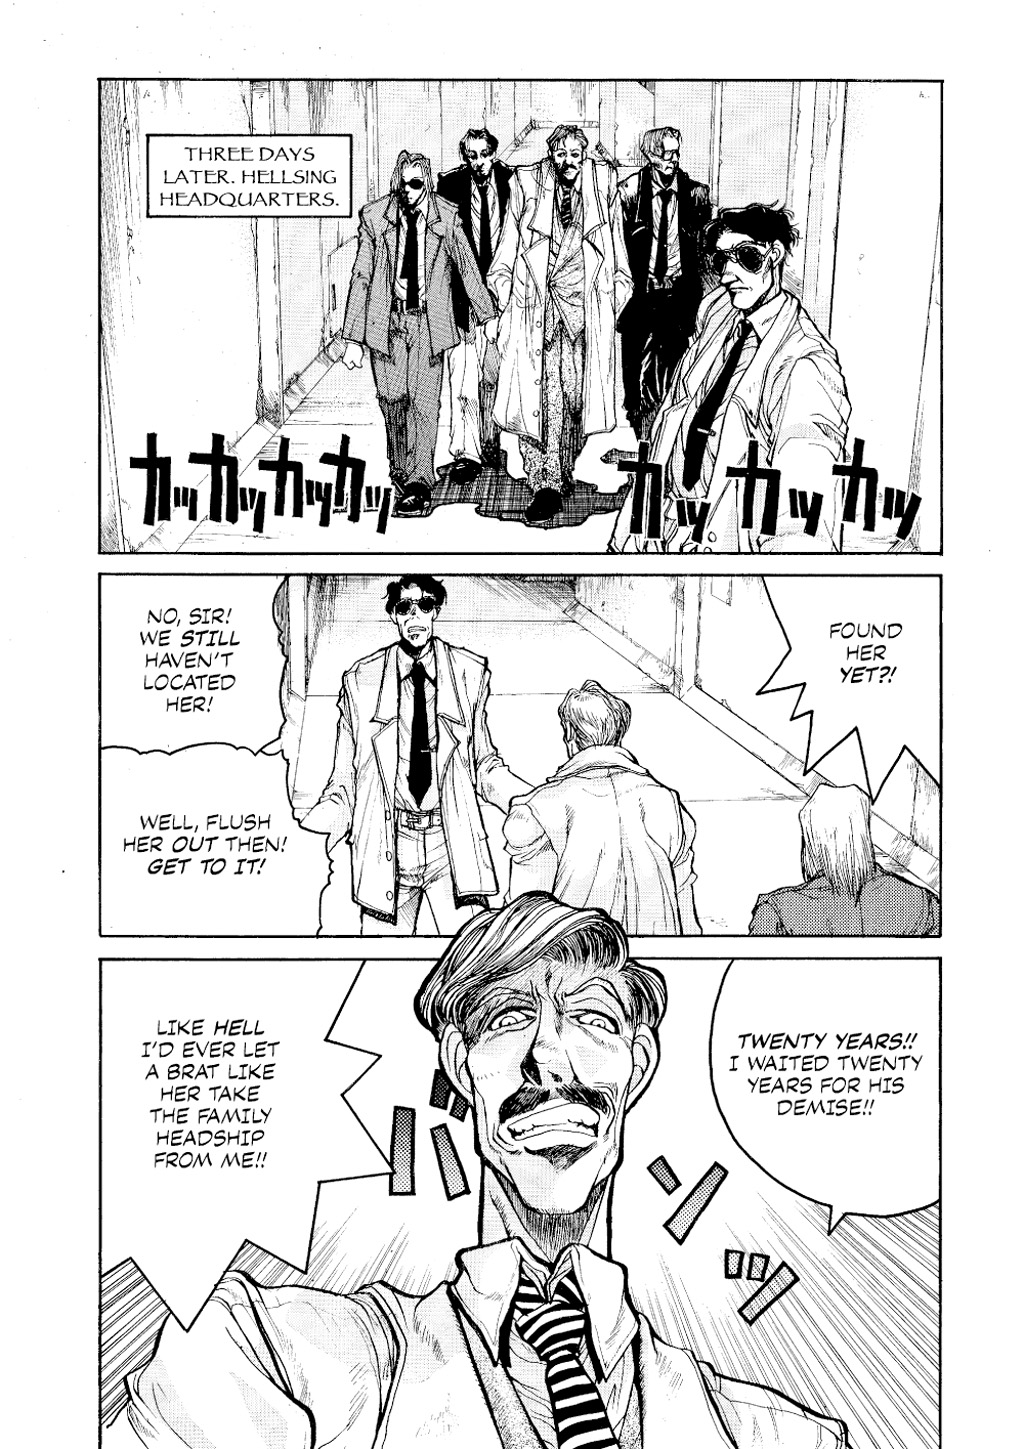 THREE DAYS
LATER. HELLSING
HEADQUARTERS.
カッカッカッカッ
カッカッカッ
FOUND
HER
YET?!
NO, SIR!
WE STILL
HAVEN'T
LOCATED
HER!
WELL, FLUSH
HER OUT THEN!
GET TO IT!
TWENTY YEARS!!
I WAITED TWENTY
YEARS FOR HIS
DEMISE!!
LIKE HELL
I'D EVER LET
A BRAT LIKE
HER TAKE
THE FAMILY
HEADSHIP
FROM ME!!